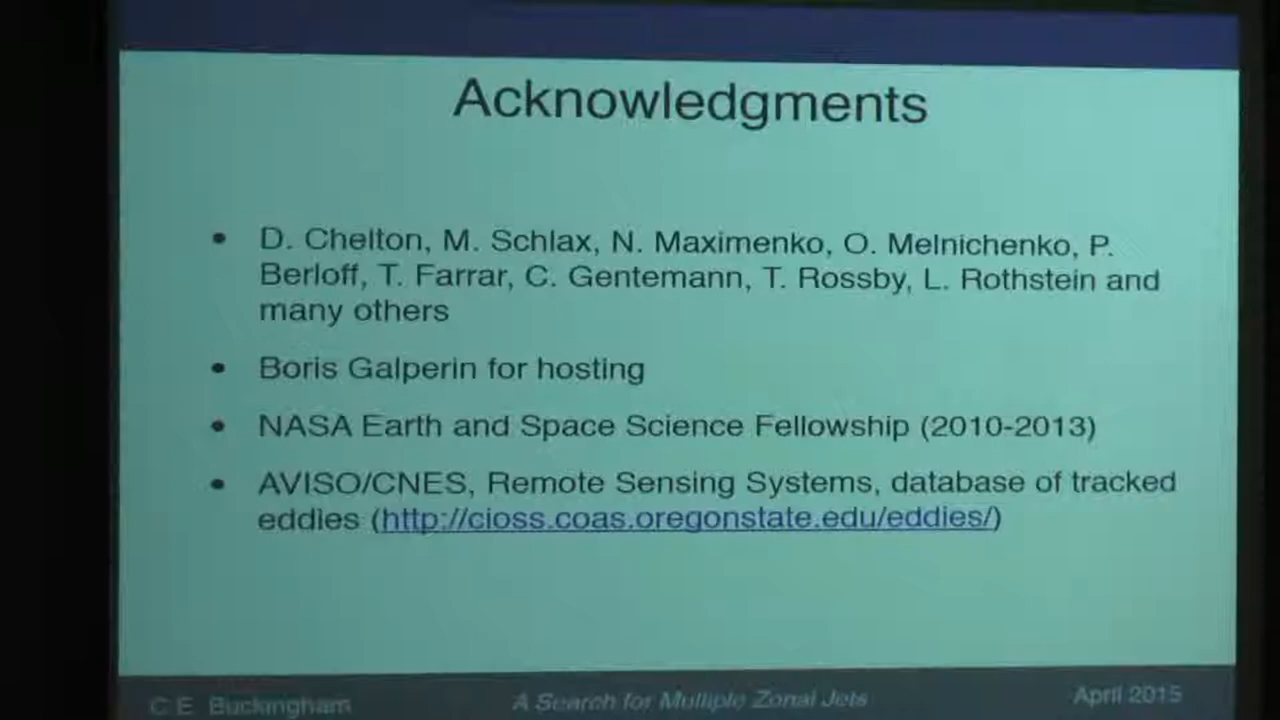 Acknowledgments
• D. Chelton, M. Schlax, N. Maximenko, O. Melnichenko, P.
Berloff, T. Farrar, C. Gentemann, T. Rossby, L. Rothstein and
many others
• Boris Galperin for hosting
• NASA Earth and Space Science Fellowship (2010-2013)
• AVISO/CNES, Remote Sensing Systems, database of tracked
eddies (http://cioss.coas.oregonstate.edu/eddies/)
C.E. Buckingham A Search for Multiple Zonal Jets April 2015